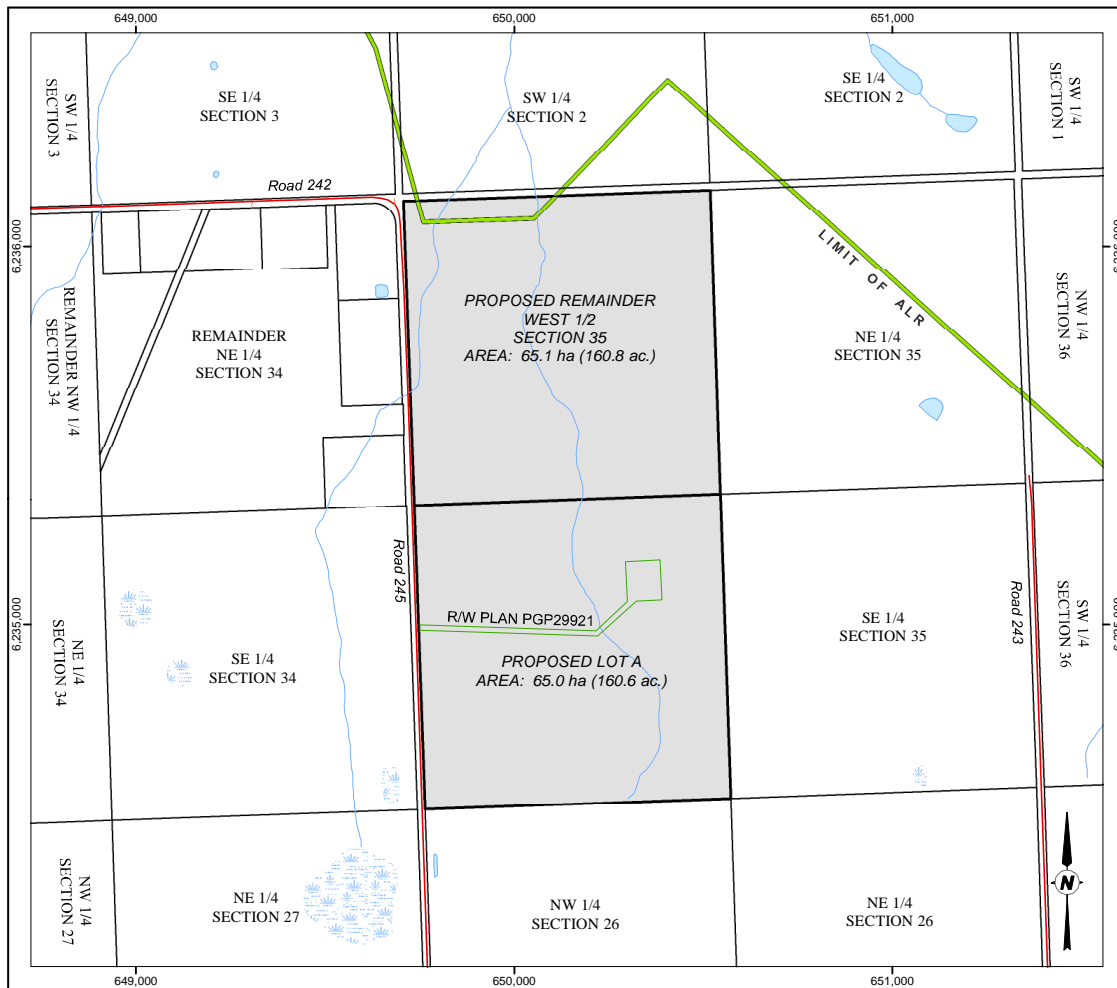 649,000
650,000
651,000
SW 1/4
SECTION 3
SE 1/4
SECTION 3
SW 1/4
SECTION 2
SE 1/4
SECTION 2
SW 1/4
SECTION 1
Road 242
6236,000
6236,000
LIMIT OF ALR
REMAINDER NW 1/4
SECTION 34
REMAINDER
NE 1/4
SECTION 34
PROPOSED REMAINDER
WEST 1/2
SECTION 35
AREA: 65.1 ha (160.8 ac.)
NE 1/4
SECTION 35
NW 1/4
SECTION 36
Road 245
R/W PLAN PGP29921
Road 243
6235,000
6235,000
NE 1/4
SECTION 34
SE 1/4
SECTION 34
PROPOSED LOT A
AREA: 65.0 ha (160.6 ac.)
SE 1/4
SECTION 35
SW 1/4
SECTION 36
NW 1/4
SECTION 27
NE 1/4
SECTION 27
NW 1/4
SECTION 26
NE 1/4
SECTION 26
N
649,000
650,000
651,000